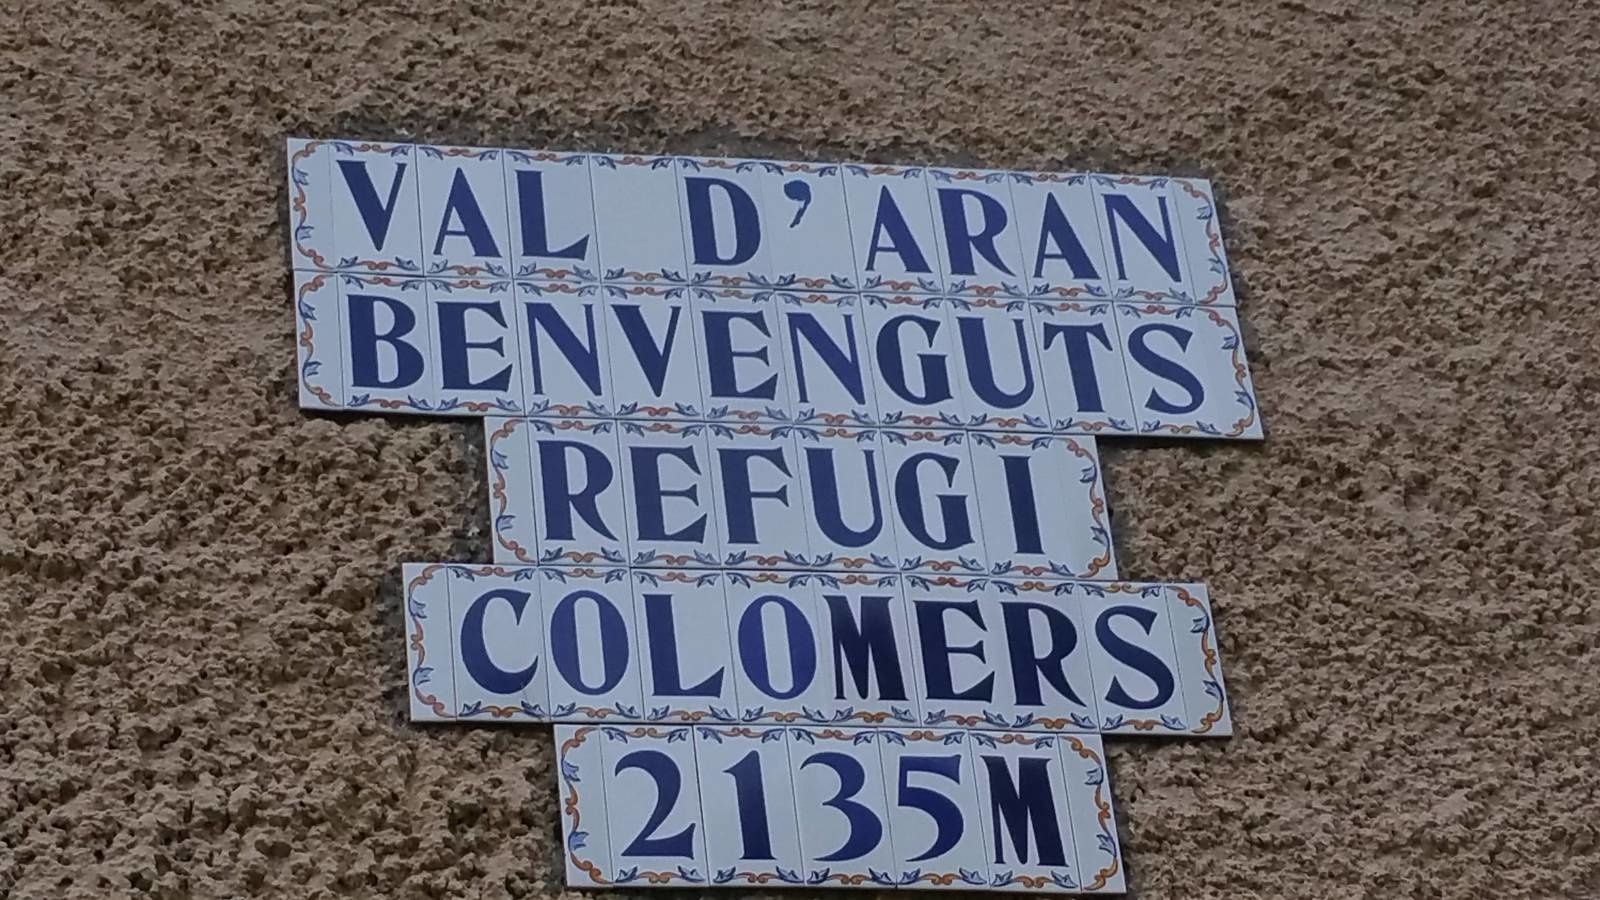 VAL D'ARAN
BENVENGUTS
REFUGI
COLOMERS
2135M